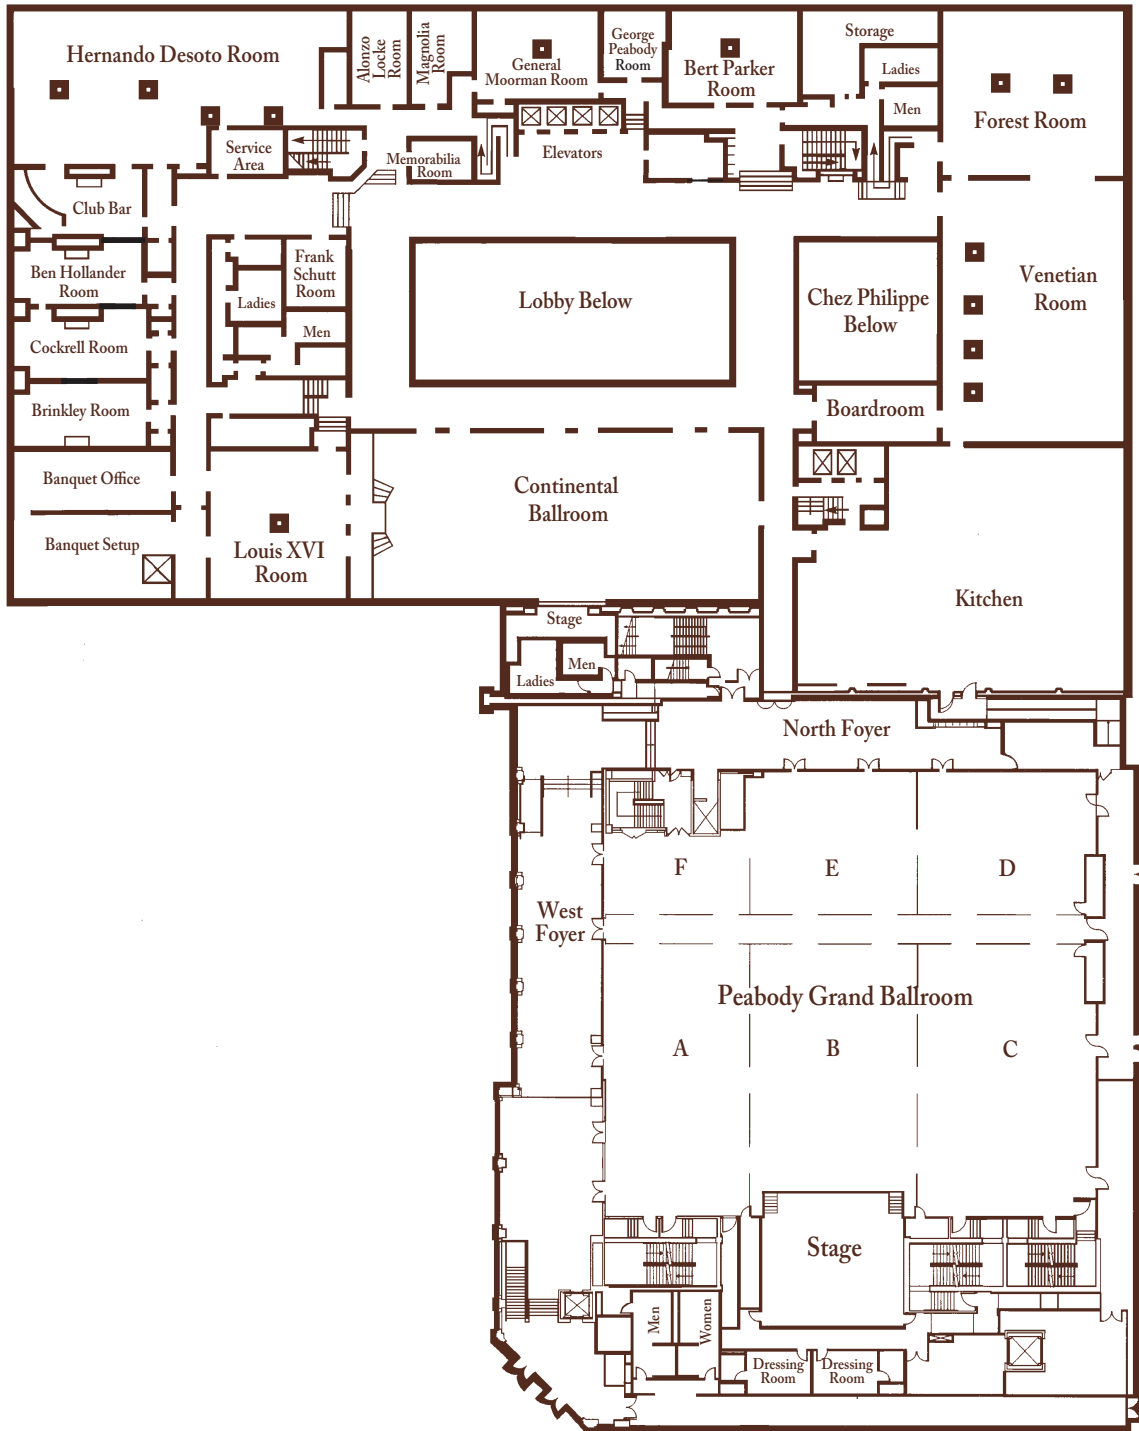 Hernando Desoto Room
Alonzo
Locke
Room
Magnolia
Room
General
Moorman Room
George
Peabody
Room
Bert Parker
Room
Storage
Ladies
Men
Forest Room
Service
Area
Memorabilia
Room
Elevators
Club Bar
Ben Hollander
Room
Frank
Schutt
Room
Ladies
Men
Lobby Below
Chez Philippe
Below
Venetian
Room
Cockrell Room
Brinkley Room
Boardroom
Banquet Office
Banquet Setup
Louis XVI
Room
Continental
Ballroom
Kitchen
Stage
Men
Ladies
North Foyer
F
E
D
West
Foyer
Peabody Grand Ballroom
A
B
C
Stage
Men
Women
Dressing
Room
Dressing
Room